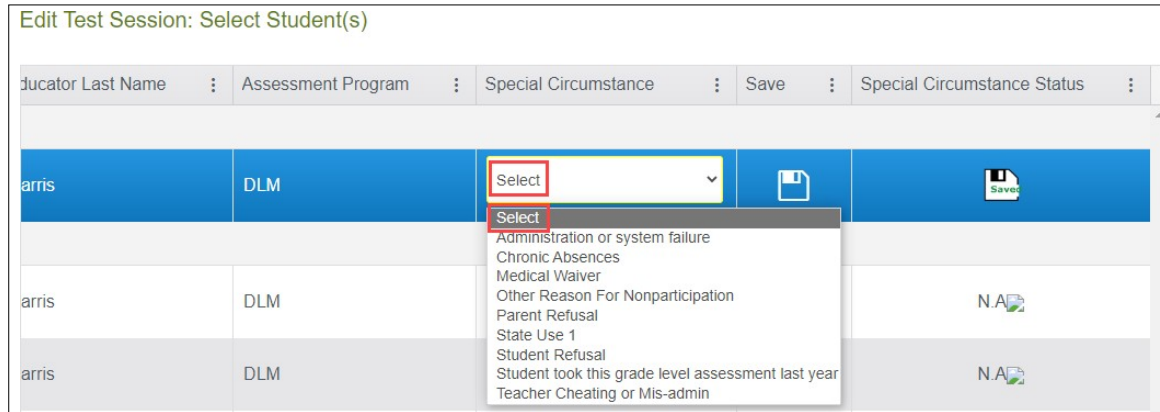 Edit Test Session: Select Student(s)
ducator Last Name Assessment Program Special Circumstance Save Special Circumstance Status
arris DLM Select Saved
Select
Administration or system failure
Chronic Absences
Medical Waiver
Other Reason For Nonparticipation
arris DLM N.A
Parent Refusal
State Use 1
Student Refusal
Student took this grade level assessment last year
arris DLM N.A
Teacher Cheating or Mis-admin